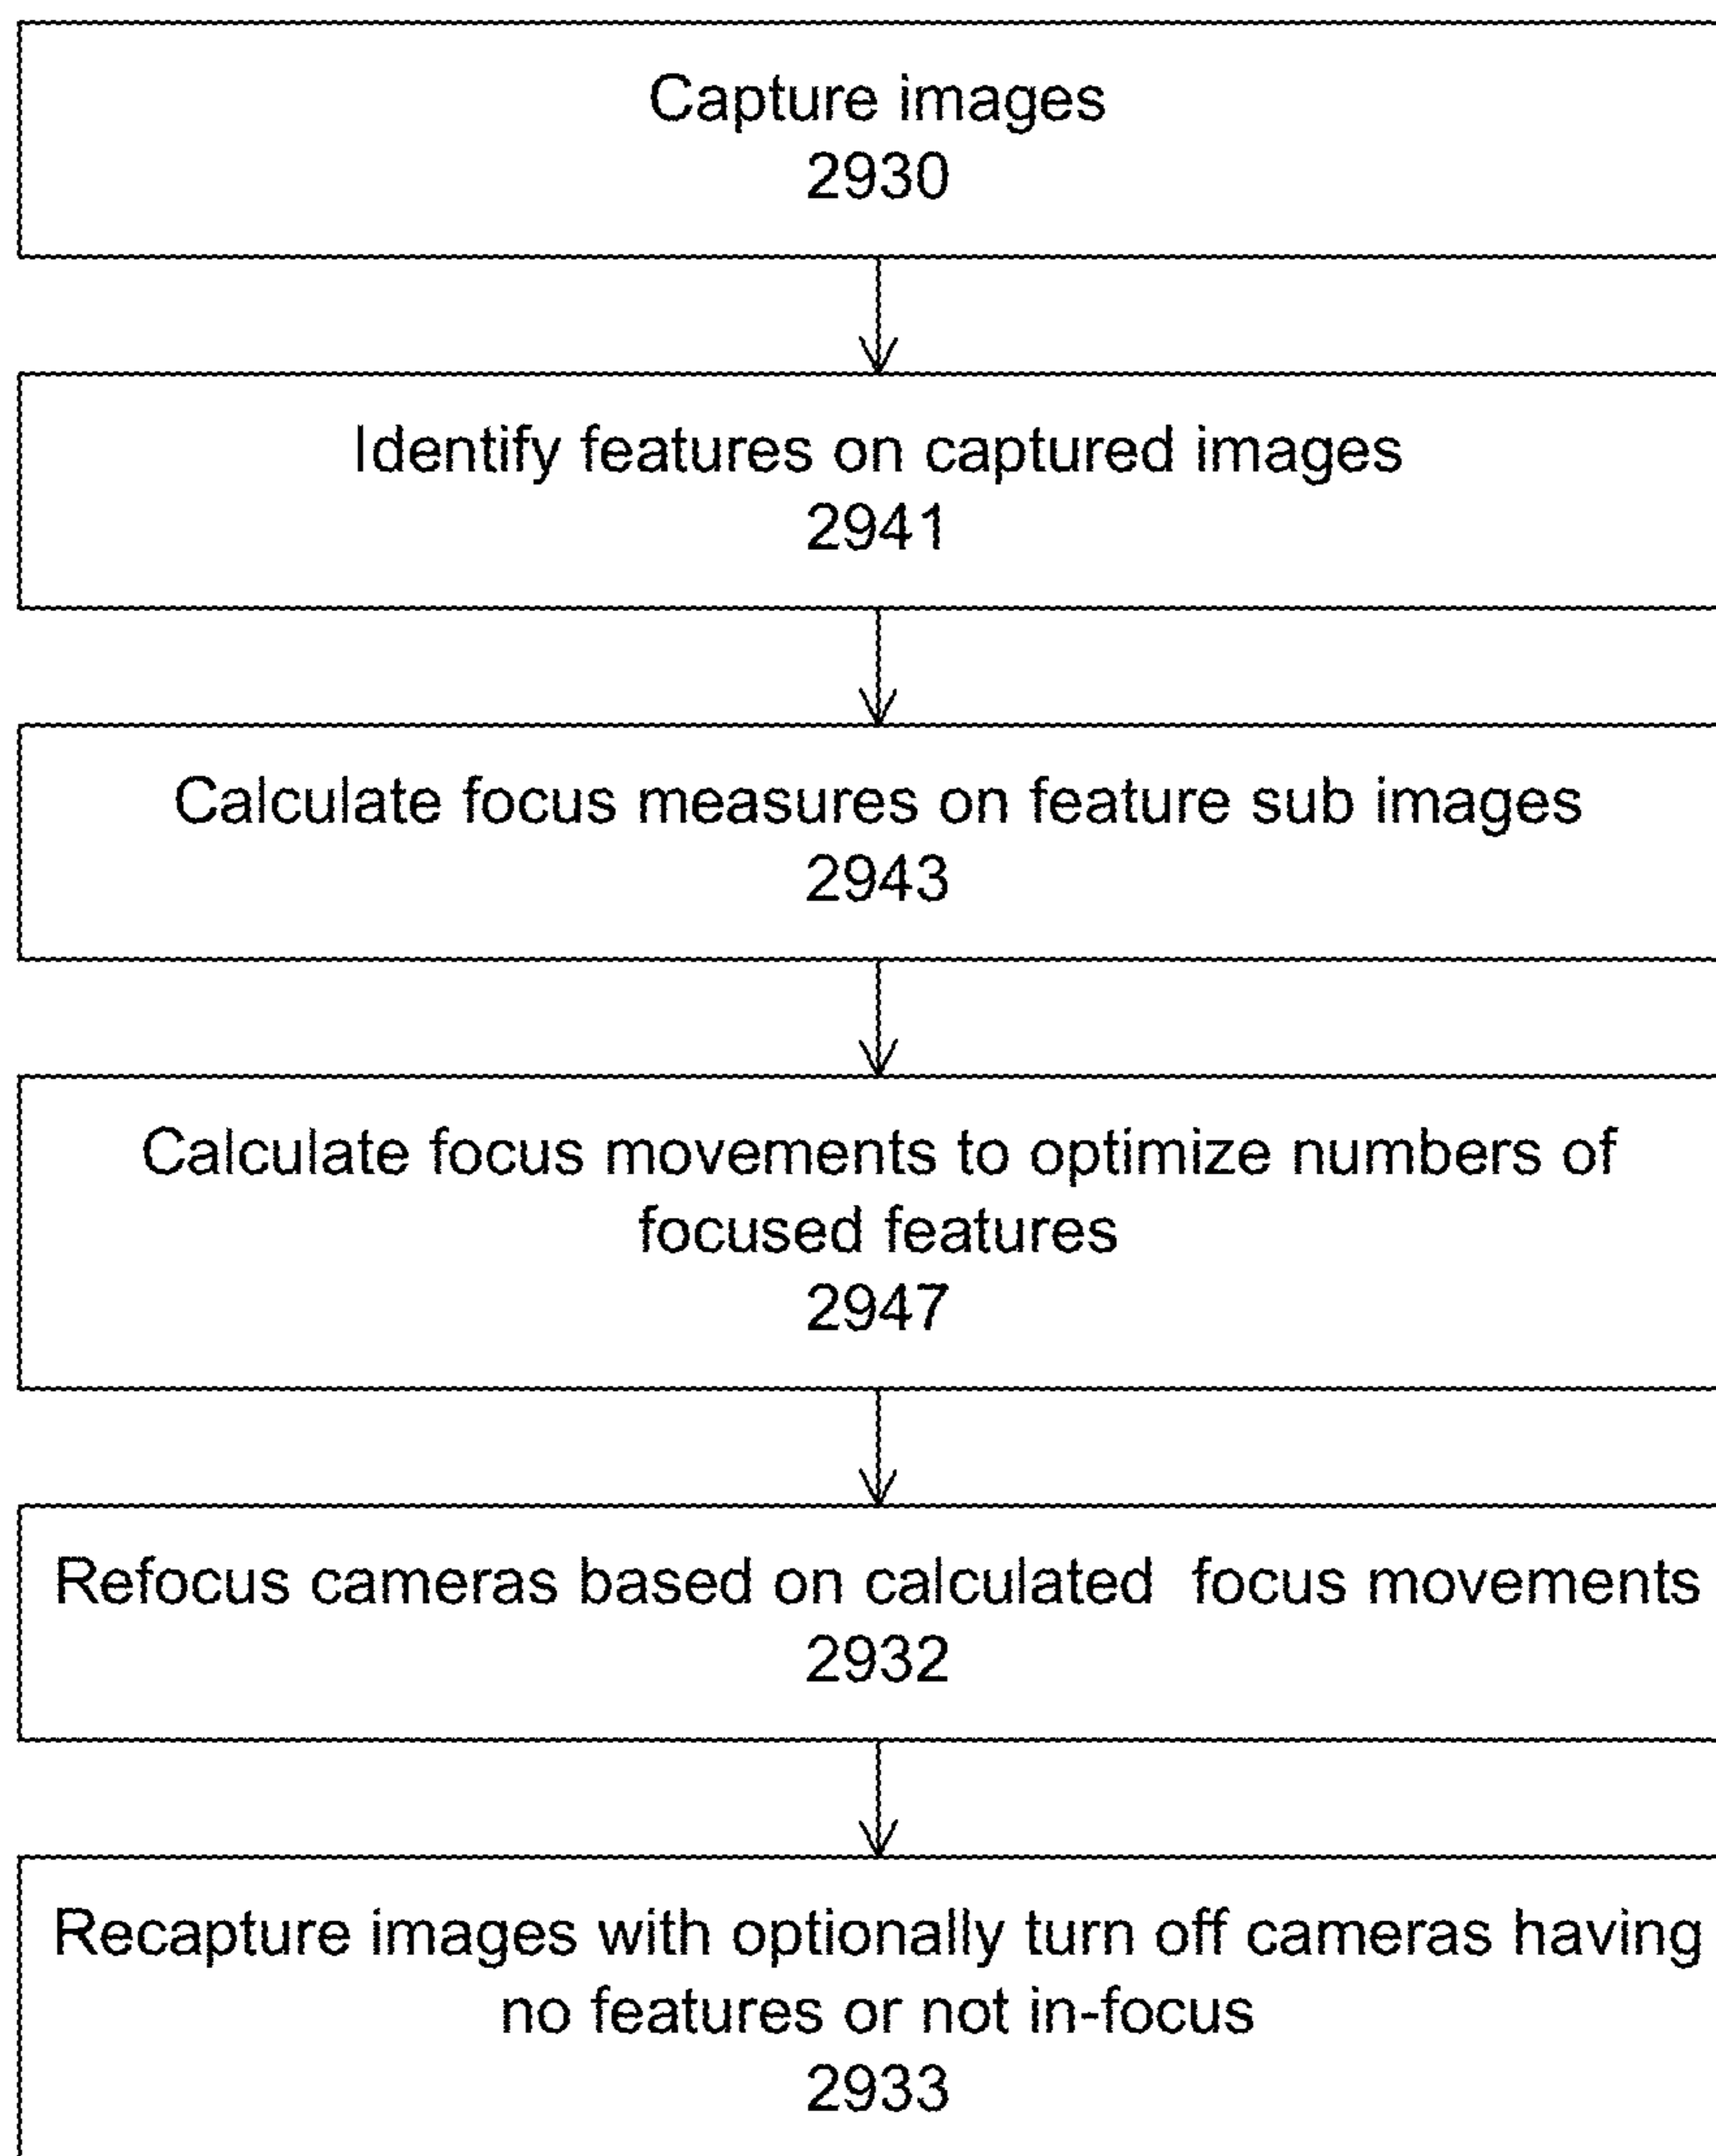 Capture images
2930
Identify features on captured images
2941
Calculate focus measures on feature sub images
2943
Calculate focus movements to optimize numbers of
focused features
2947
Refocus cameras based on calculated  focus movements
2932
Recapture images with optionally turn off cameras having
no features or not in-focus
2933